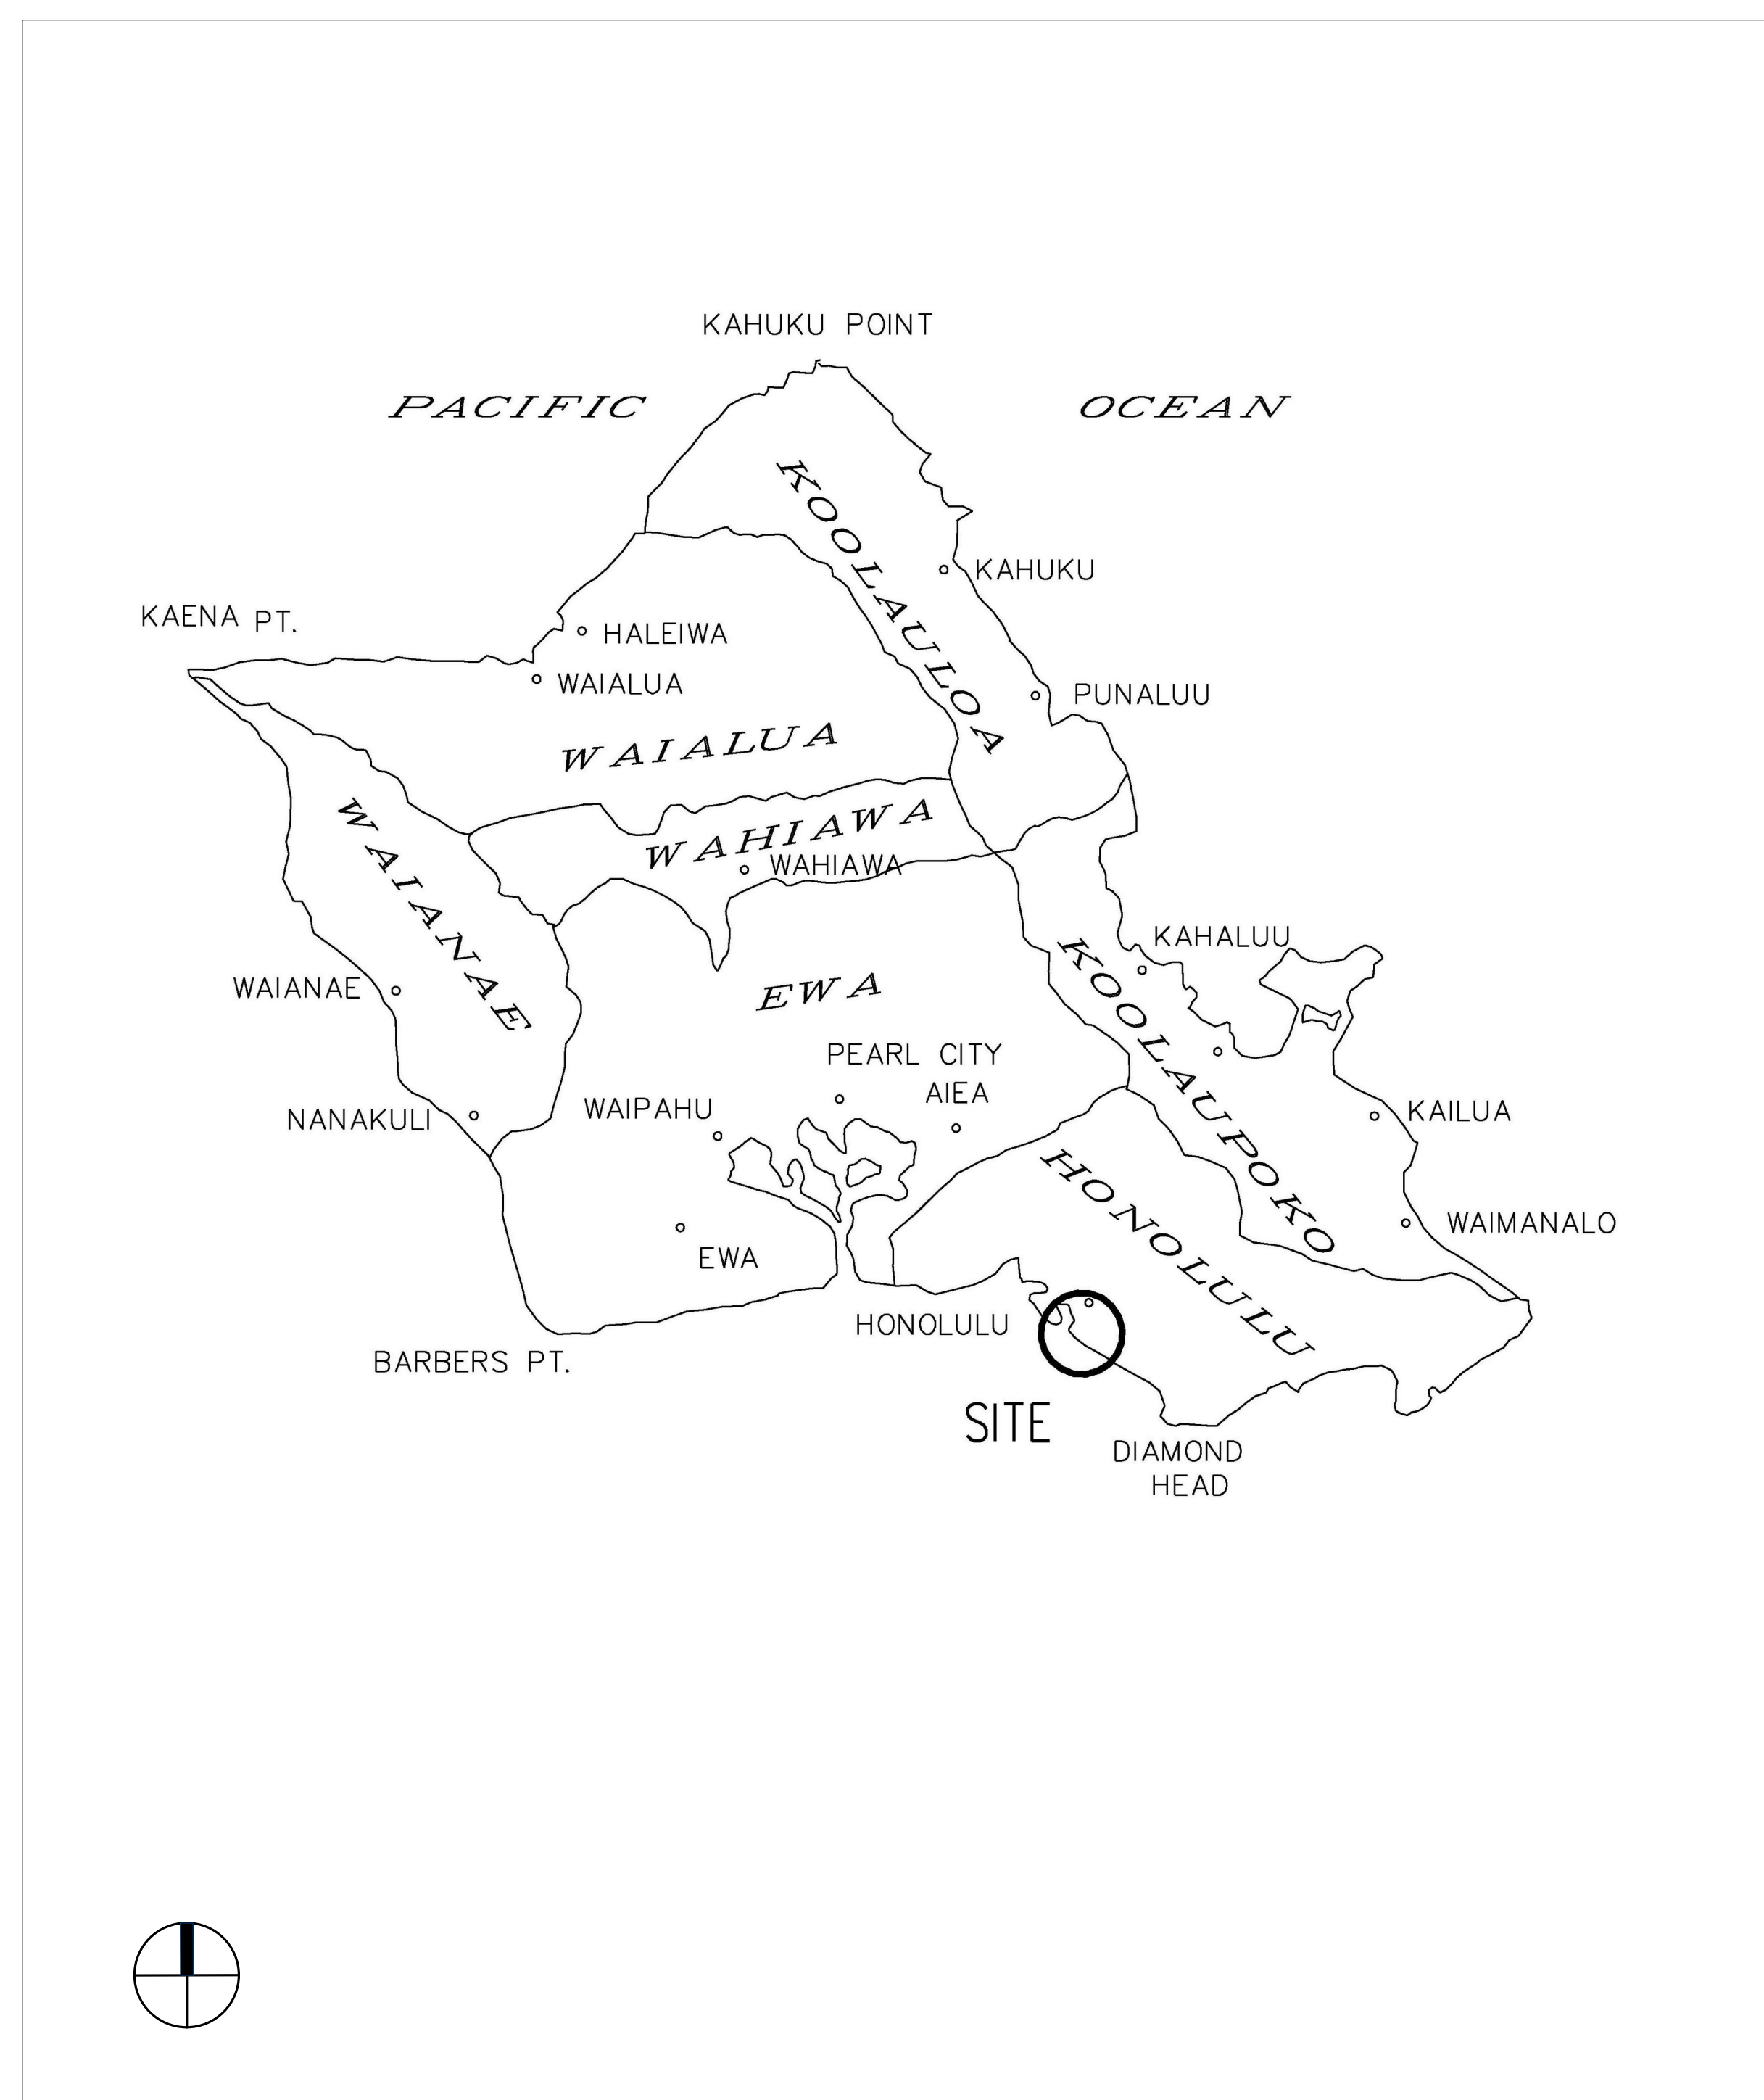 KAHUKU POINT
PACIFIC
OCEAN
KOOLAULOA
KAHUKU
KAENA PT.
HALEIWA
WAIALUA
PUNALUU
WAIALUA
WAHIAWA
WAHIAWA
WAIANAE
KAHALUU
WAIANAE
EWA
KOOLAUPOKO
PEARL CITY
AIEA
WAIPAHU
NANAKULI
KAILUA
HONOLULU
WAIMANALO
EWA
HONOLULU
BARBERS PT.
SITE
DIAMOND
HEAD